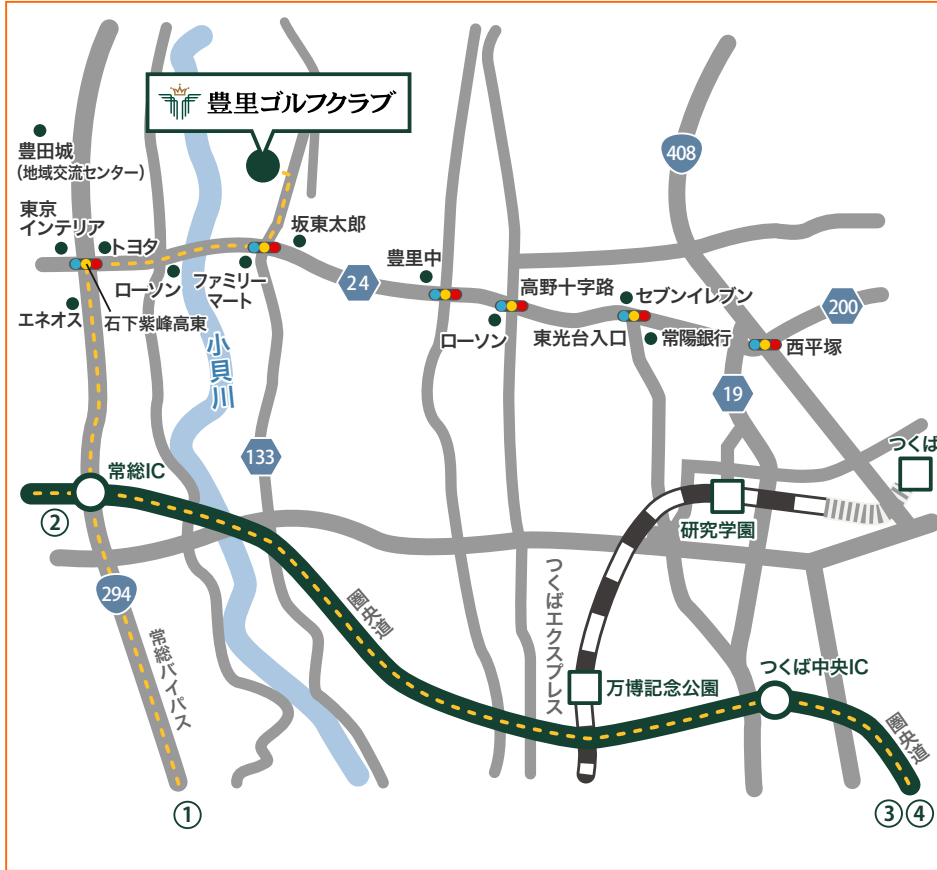 豊里ゴルフクラブ
豊田城
(地域交流センター)
408
東京
インテリア
トヨタ
坂東太郎
豊里中
24
ファミリー
マート
ローソン
エネオス
石下紫峰高東
高野十字路
セブンイレブン
200
ローソン
東光台入口
常陽銀行
西平塚
小貝川
19
133
つくば
常総IC
②
研究学園
294
圏央道
つくばエクスプレス
常総バイパス
万博記念公園
つくば中央IC
圏央道
①
③
④